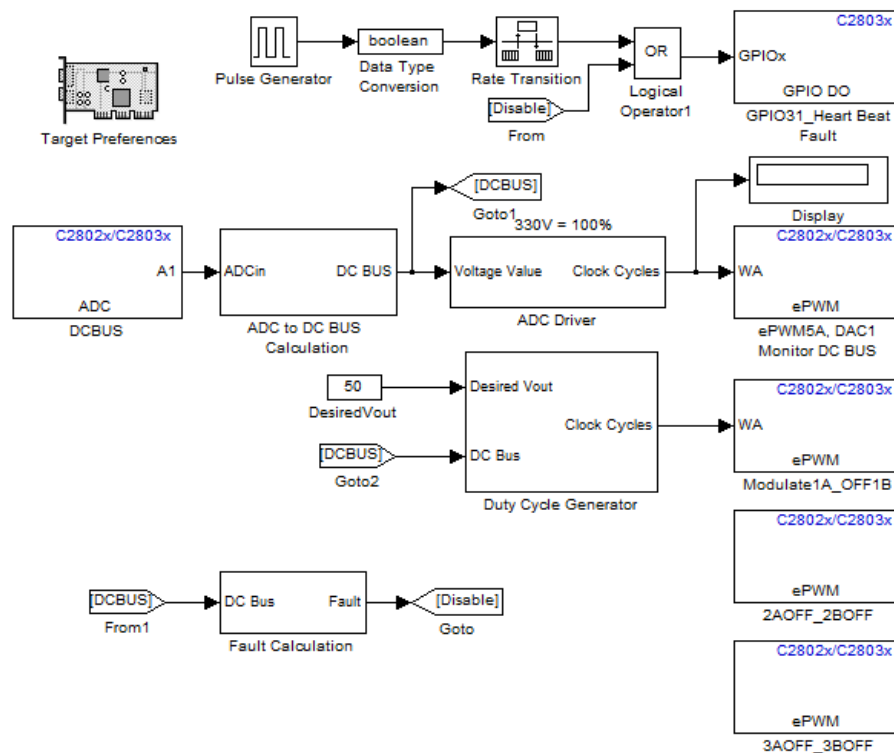 C2803x
GPIOx
GPIO DO
GPIO31_Heart Beat
Fault
Pulse Generator
boolean
Data Type
Conversion
Rate Transition
[Disable]
From
OR
Logical
Operator1
Target Preferences
[DCBUS]
Goto1
Display
C2802x/C2803x
A1
ADC
DCBUS
ADCin
DC BUS
ADC to DC BUS
Calculation
330V = 100%
Voltage Value
Clock Cycles
ADC Driver
C2802x/C2803x
WA
ePWM
ePWM5A, DAC1
Monitor DC BUS
50
DesiredVout
[DCBUS]
Goto2
Desired Vout
Clock Cycles
DC Bus
Duty Cycle Generator
C2802x/C2803x
WA
ePWM
Modulate1A_OFF1B
C2802x/C2803x
ePWM
2AOFF_2BOFF
[DCBUS]
From1
DC Bus
Fault
Fault Calculation
[Disable]
Goto
C2802x/C2803x
ePWM
3AOFF_3BOFF